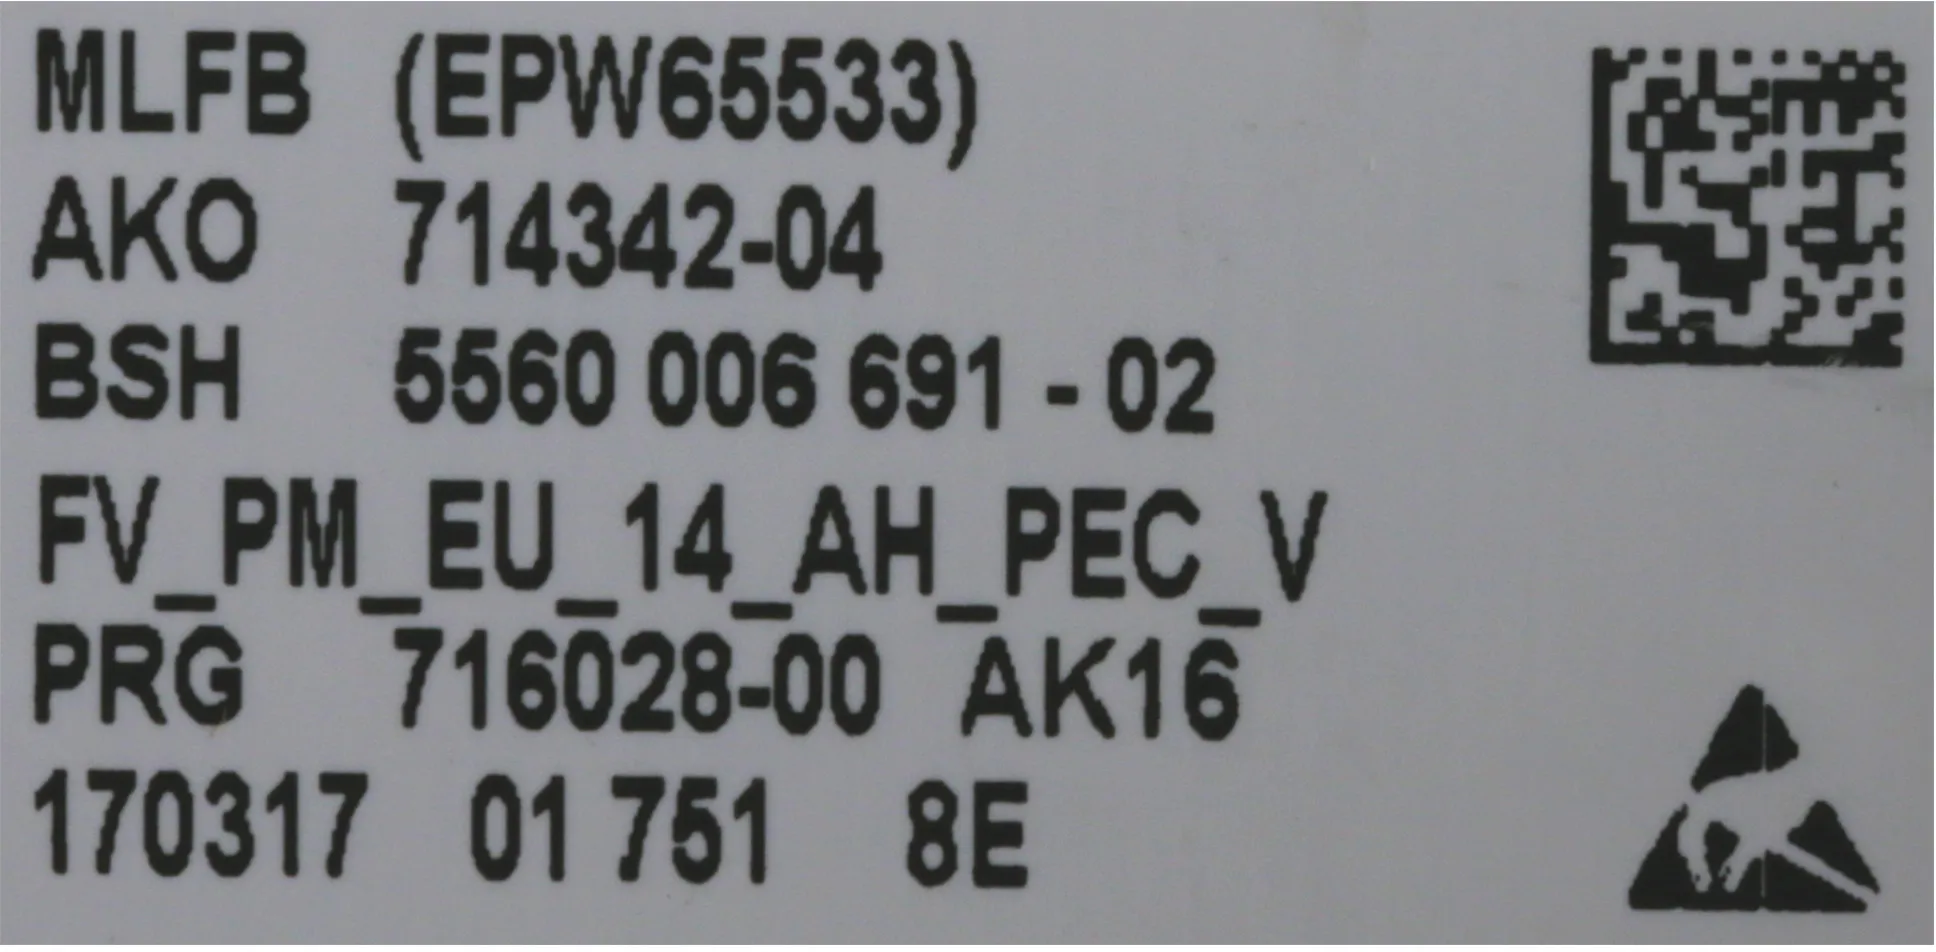 MLFB (EPW65533)
AKO 714342-04
BSH 5560 006 691 - 02
FV_PM_EU_14_AH_PEC_V
PRG 716028-00 AK16
170317 01 751 8E